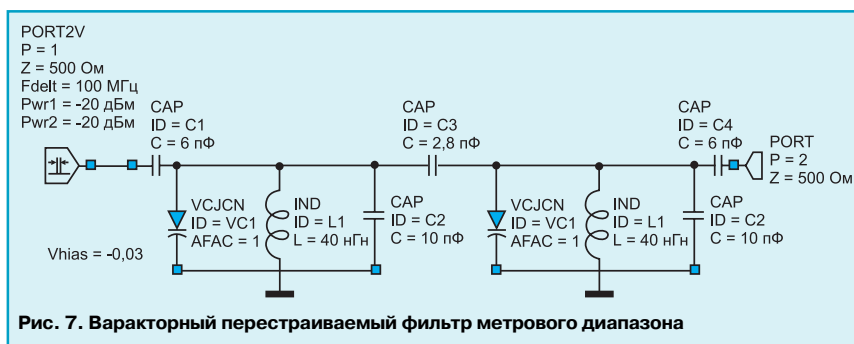 PORT2V
P = 1
Z = 500 Ом
Fdelt = 100 МГц
Pwr1 = -20 дБм
Pwr2 = -20 дБм
CAP
ID = C1
C = 6 пФ
CAP
ID = C3
C = 2,8 пФ
CAP
ID = C4
C = 6 пФ
PORT
P = 2
Z = 500 Ом
VCJCN
ID = VC1
AFAC = 1
IND
ID = L1
L = 40 нГн
CAP
ID = C2
C = 10 пФ
VCJCN
ID = VC1
AFAC = 1
IND
ID = L1
L = 40 нГн
CAP
ID = C2
C = 10 пФ
Vhias = -0,03
Рис. 7. Варакторный перестраиваемый фильтр метрового диапазона